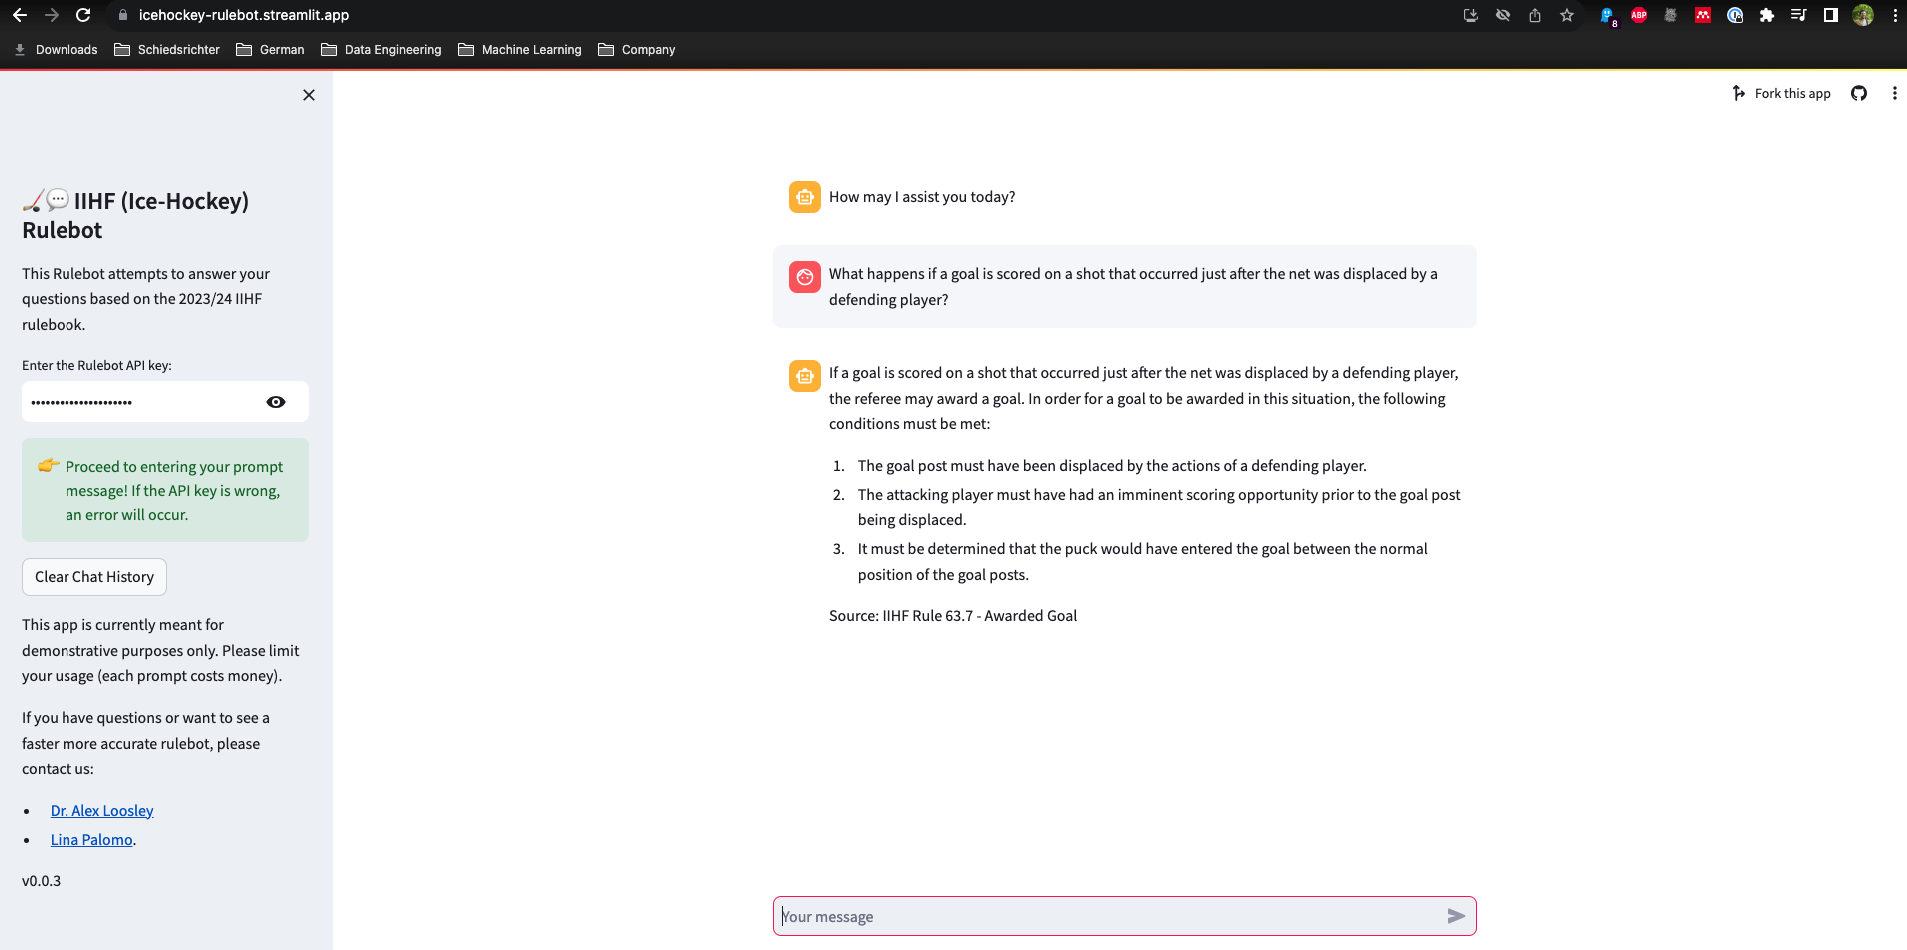 icehockey-rulebot.streamlit.app
8
ABP
Downloads
Schiedsrichter
German
Data Engineering
Machine Learning
Company
Fork this app
IIHF (Ice-Hockey)
Rulebot
This Rulebot attempts to answer your
questions based on the 2023/24 IIHF
rulebook.
Enter the Rulebot API key:
•••••••••••••••••••••
Proceed to entering your prompt
message! If the API key is wrong,
an error will occur.
Clear Chat History
This app is currently meant for
demonstrative purposes only. Please limit
your usage (each prompt costs money).
If you have questions or want to see a
faster more accurate rulebot, please
contact us:
• Dr. Alex Loosley
• Lina Palomo.
v0.0.3
How may I assist you today?
What happens if a goal is scored on a shot that occurred just after the net was displaced by a
defending player?
If a goal is scored on a shot that occurred just after the net was displaced by a defending player,
the referee may award a goal. In order for a goal to be awarded in this situation, the following
conditions must be met:
1. The goal post must have been displaced by the actions of a defending player.
2. The attacking player must have had an imminent scoring opportunity prior to the goal post
being displaced.
3. It must be determined that the puck would have entered the goal between the normal
position of the goal posts.
Source: IIHF Rule 63.7 - Awarded Goal
Your message